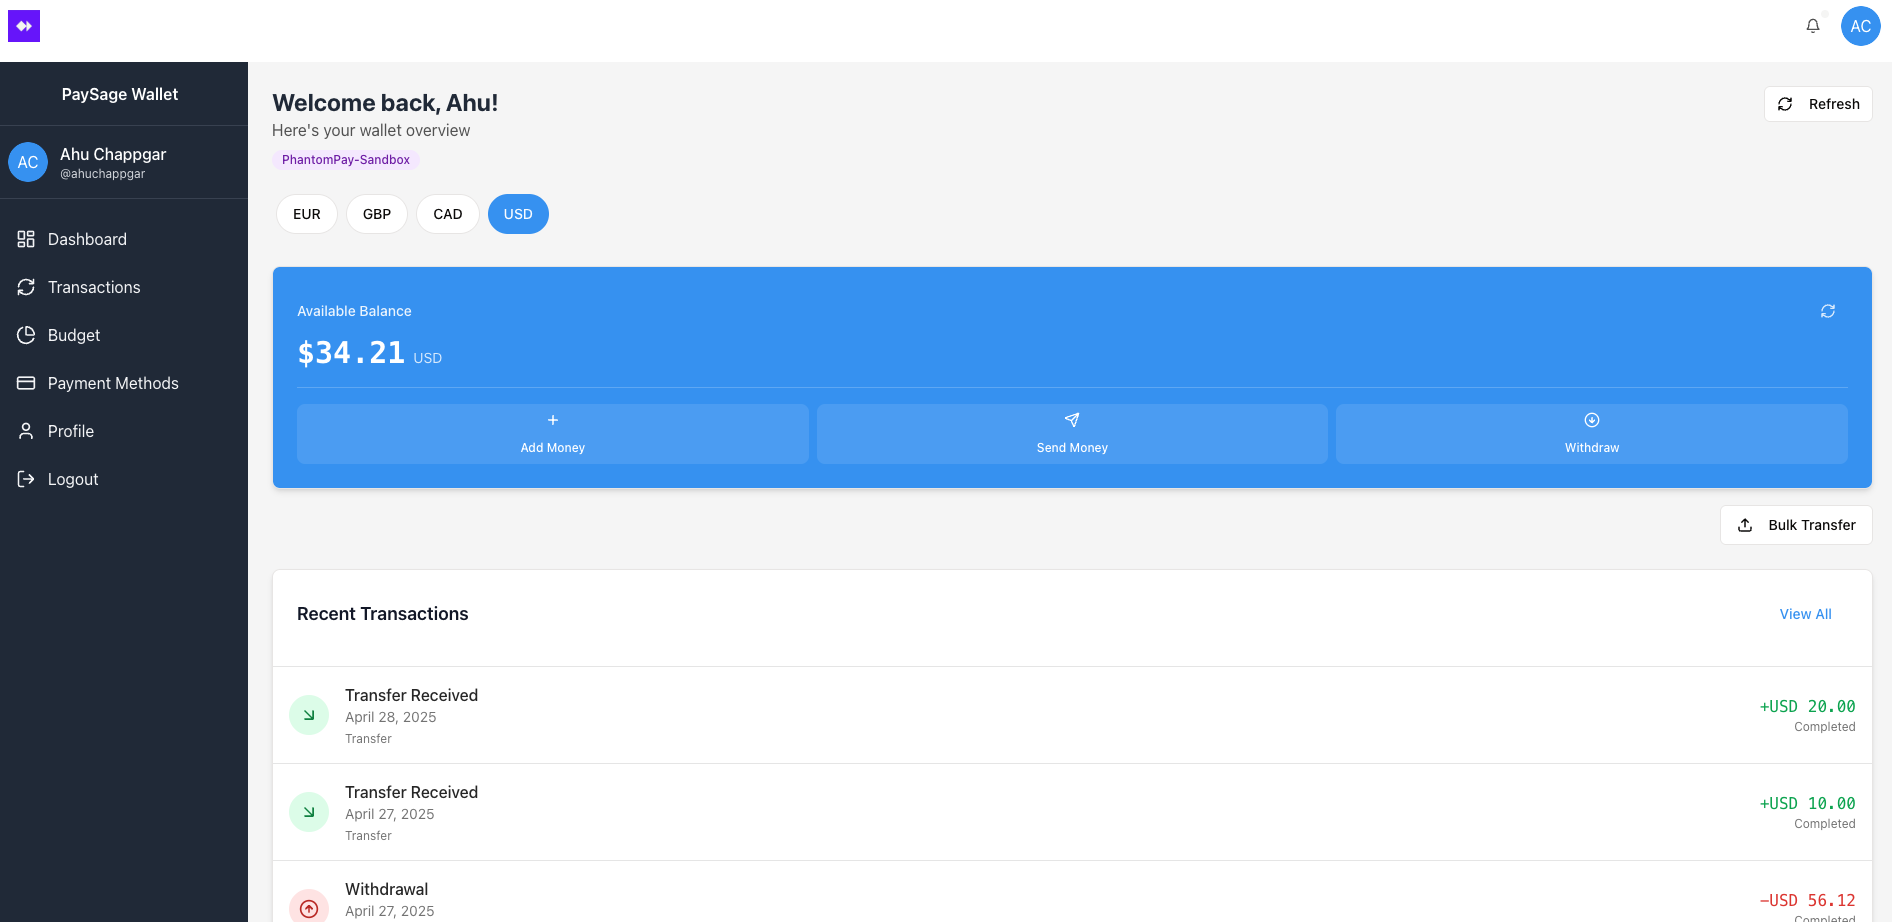 AC
PaySage Wallet
AC
Ahu Chappgar
@ahuchappgar
Dashboard
Transactions
Budget
Payment Methods
Profile
Logout
Welcome back, Ahu!
Refresh
Here's your wallet overview
PhantomPay-Sandbox
EUR
GBP
CAD
USD
Available Balance
$34.21 USD
Add Money
Send Money
Withdraw
Bulk Transfer
Recent Transactions
View All
Transfer Received
April 28, 2025
Transfer
+USD 20.00
Completed
Transfer Received
April 27, 2025
Transfer
+USD 10.00
Completed
Withdrawal
April 27, 2025
−USD 56.12
Completed